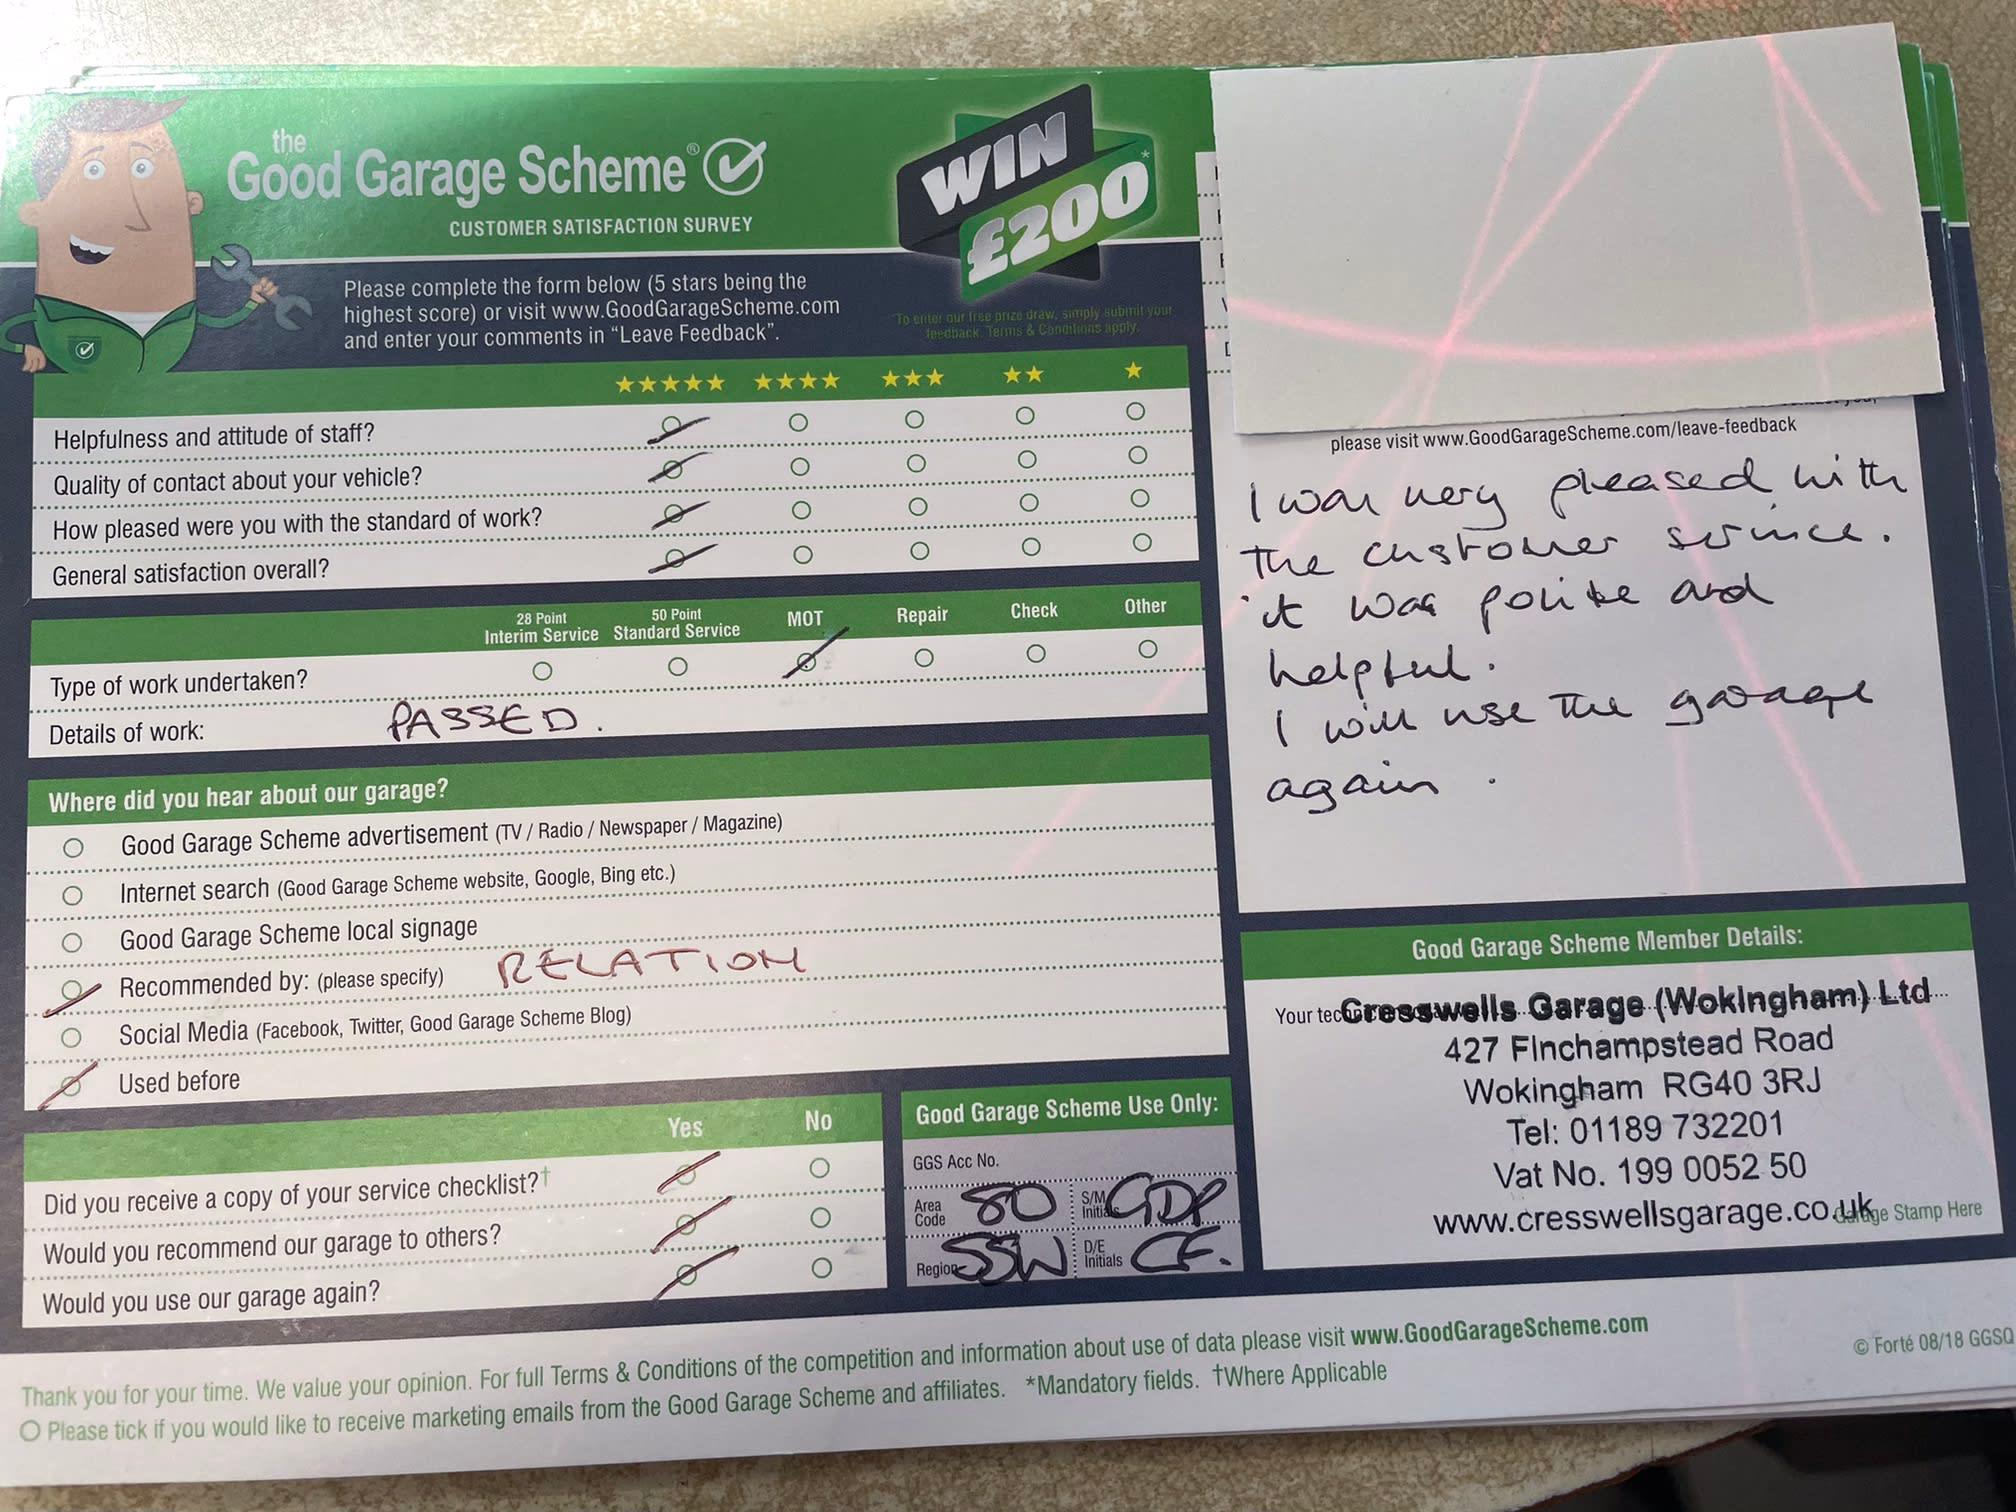 the
Good Garage Scheme®
CUSTOMER SATISFACTION SURVEY
WIN
£200*
To enter our free prize draw, simply submit your
feedback. Terms & Conditions apply.
Please complete the form below (5 stars being the
highest score) or visit www.GoodGarageScheme.com
and enter your comments in “Leave Feedback”.
Helpfulness and attitude of staff?
Quality of contact about your vehicle?
How pleased were you with the standard of work?
General satisfaction overall?
28 Point
Interim Service
50 Point
Standard Service
MOT
Repair
Check
Other
Type of work undertaken?
Details of work: PASSED.
Where did you hear about our garage?
Good Garage Scheme advertisement (TV / Radio / Newspaper / Magazine)
Internet search (Good Garage Scheme website, Google, Bing etc.)
Good Garage Scheme local signage
Recommended by: (please specify) RELATION
Social Media (Facebook, Twitter, Good Garage Scheme Blog)
Used before
Yes No
Did you receive a copy of your service checklist?†
Would you recommend our garage to others?
Would you use our garage again?
Good Garage Scheme Use Only:
GGS Acc No.
Area
Code 80
S/M
Initials GDP
Region SSW
D/E
Initials CF.
please visit www.GoodGarageScheme.com/leave-feedback
I was very pleased with
the customer service.
it was polite and
helpful.
I will use the garage
again.
Good Garage Scheme Member Details:
Your
Cresswells Garage (Wokingham) Ltd
427 Finchampstead Road
Wokingham RG40 3RJ
Tel: 01189 732201
Vat No. 199 0052 50
www.cresswellsgarage.co.uk
Garage Stamp Here
Thank you for your time. We value your opinion. For full Terms & Conditions of the competition and information about use of data please visit www.GoodGarageScheme.com
Please tick if you would like to receive marketing emails from the Good Garage Scheme and affiliates. *Mandatory fields. †Where Applicable
© Forté 08/18 GGSQ